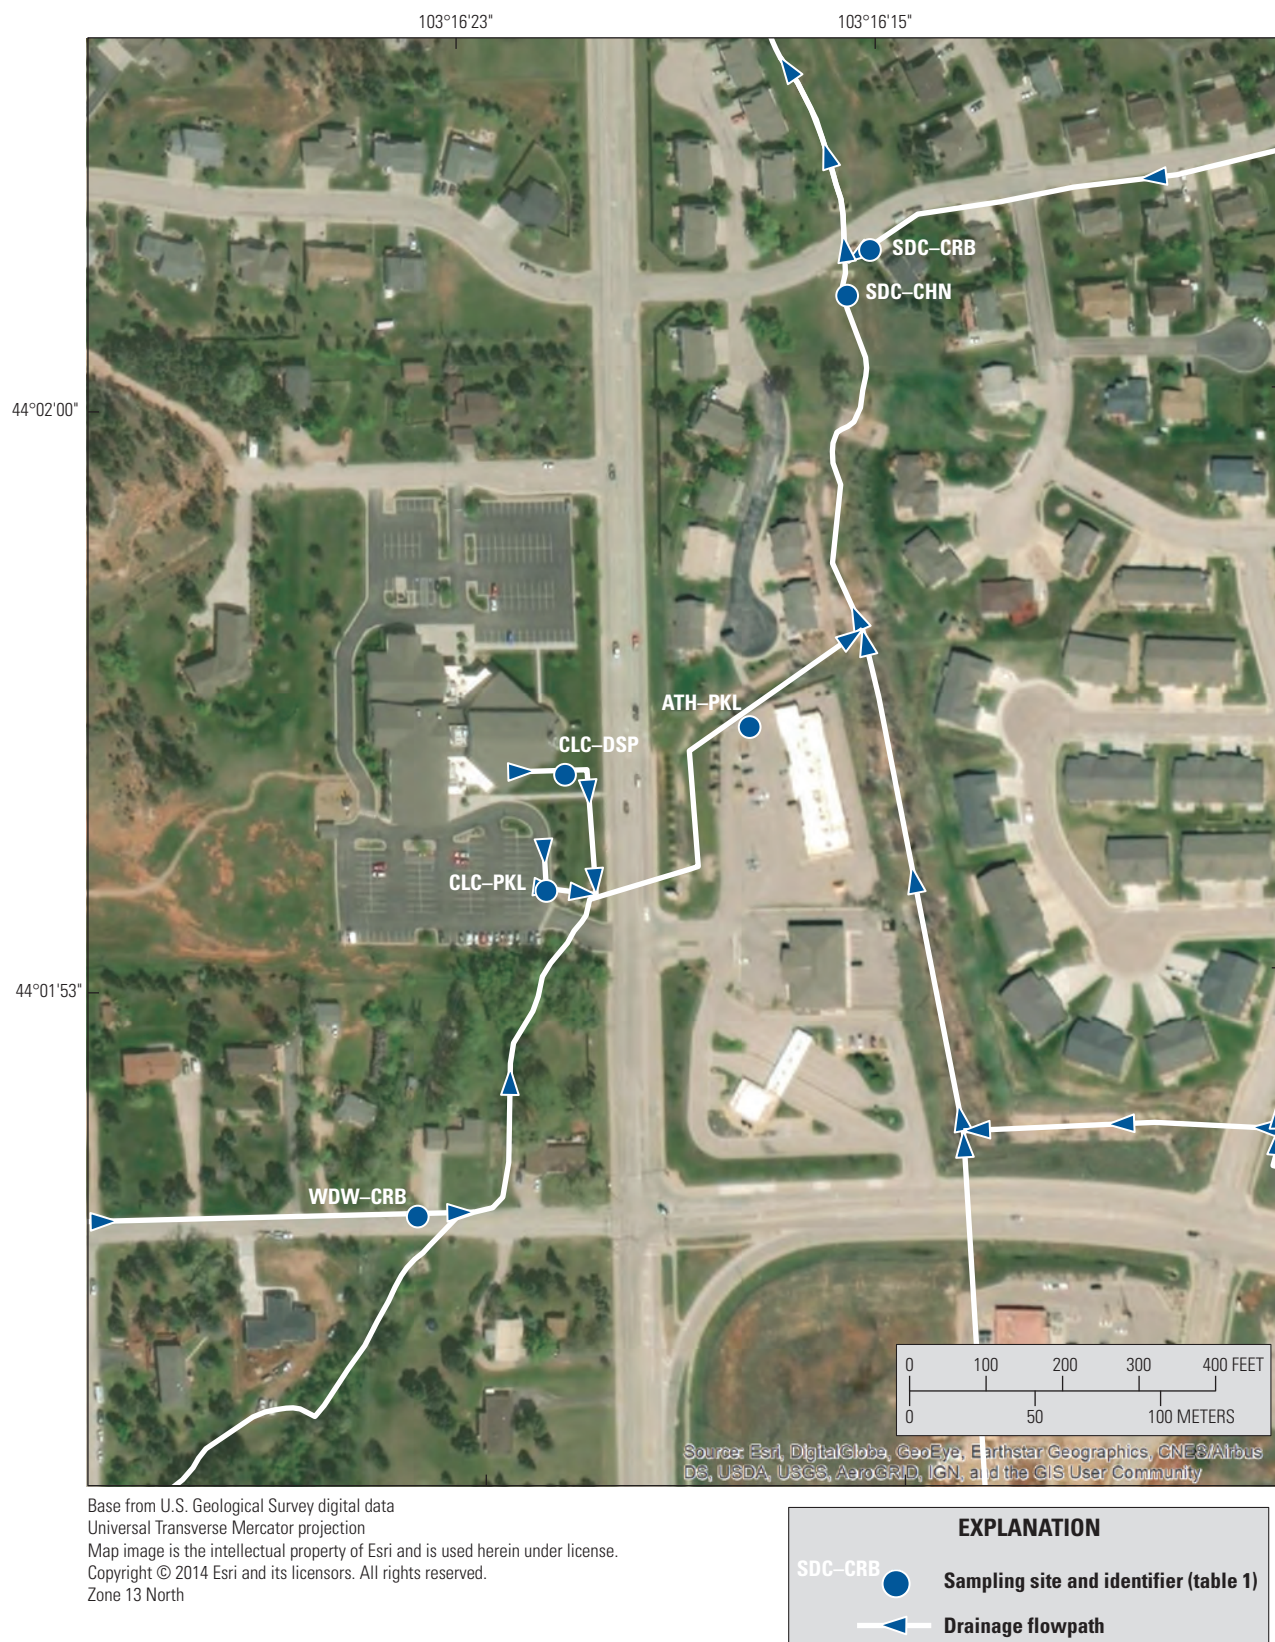 103°16'23"
103°16'15"
SDC–CRB
SDC–CHN
44°02'00"
ATH–PKL
CLC–DSP
CLC–PKL
44°01'53"
WDW–CRB
0 100 200 300 400 FEET
0 50 100 METERS
Source: Esri, DigitalGlobe, GeoEye, Earthstar Geographics, CNES/Airbus
DS, USDA, USGS, AeroGRID, IGN, and the GIS User Community
Base from U.S. Geological Survey digital data
Universal Transverse Mercator projection
Map image is the intellectual property of Esri and is used herein under license.
Copyright © 2014 Esri and its licensors. All rights reserved.
Zone 13 North
EXPLANATION
SDC–CRB
Sampling site and identifier (table 1)
Drainage flowpath